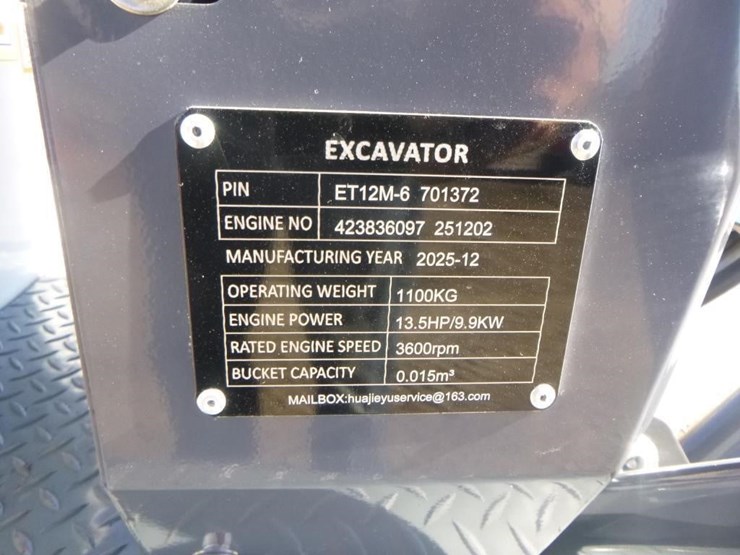 EXCAVATOR
PIN ET12M-6 701372
ENGINE NO 423836097 251202
MANUFACTURING YEAR 2025-12
OPERATING WEIGHT 1100KG
ENGINE POWER 13.5HP/9.9KW
RATED ENGINE SPEED 3600rpm
BUCKET CAPACITY 0.015m³
MAILBOX:huajieyuservice@163.com